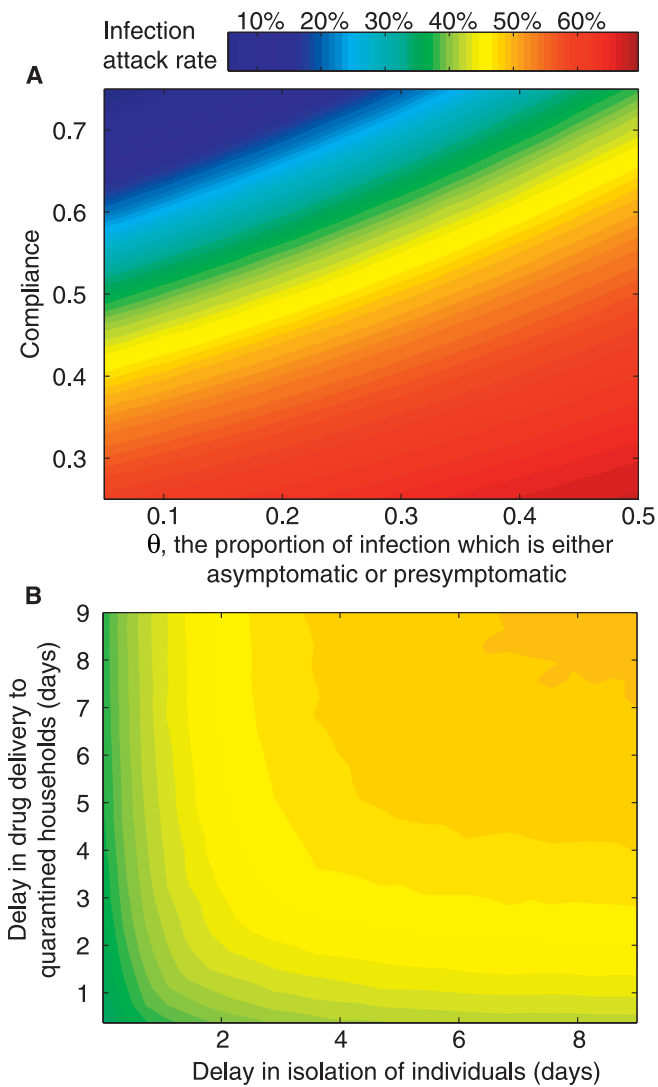 Infection
attack rate
10% 20% 30% 40% 50% 60%
A
Compliance
0.7
0.6
0.5
0.4
0.3
0.1 0.2 0.3 0.4 0.5
θ, the proportion of infection which is either
asymptomatic or presymptomatic
B
Delay in drug delivery to
quarantined households (days)
9
8
7
6
5
4
3
2
1
2 4 6 8
Delay in isolation of individuals (days)